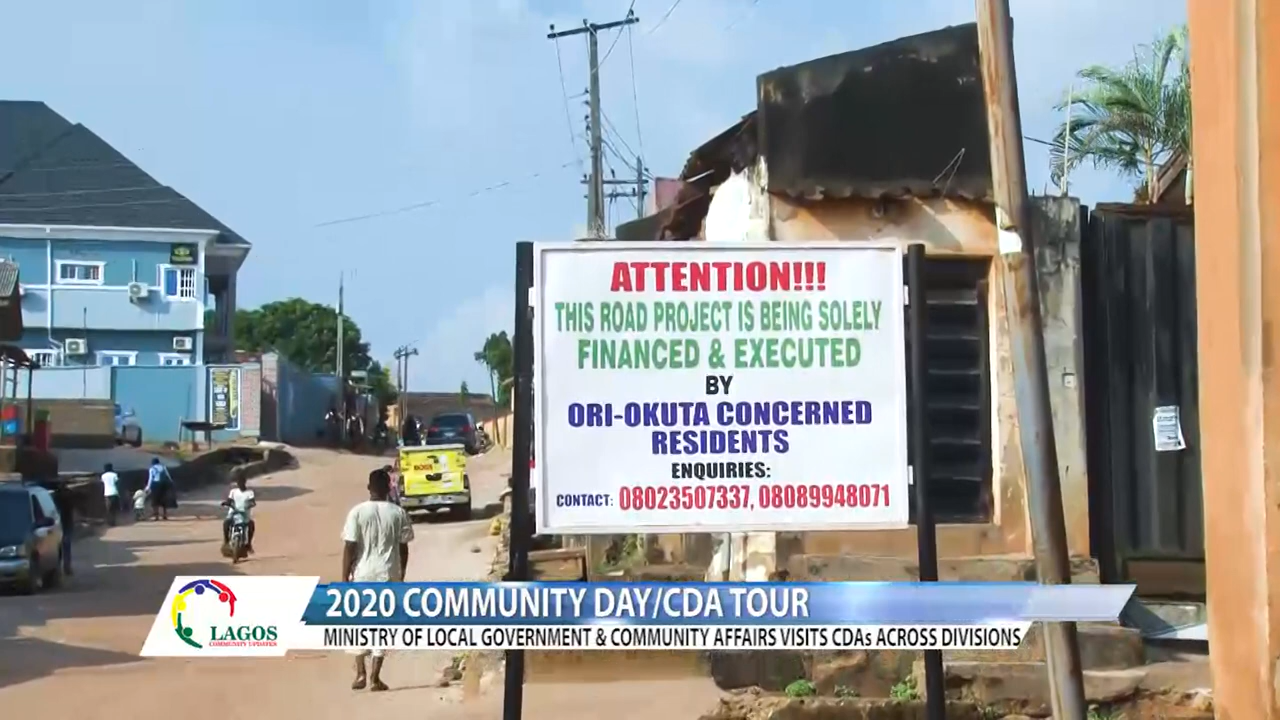 ATTENTION!!!
THIS ROAD PROJECT IS BEING SOLELY
FINANCED & EXECUTED
BY
ORI-OKUTA CONCERNED
RESIDENTS
ENQUIRIES:
CONTACT: 08023507337, 08089948071
2020 COMMUNITY DAY/CDA TOUR
MINISTRY OF LOCAL GOVERNMENT & COMMUNITY AFFAIRS VISITS CDAs ACROSS DIVISIONS
LAGOS
COMMUNITY UPDATES